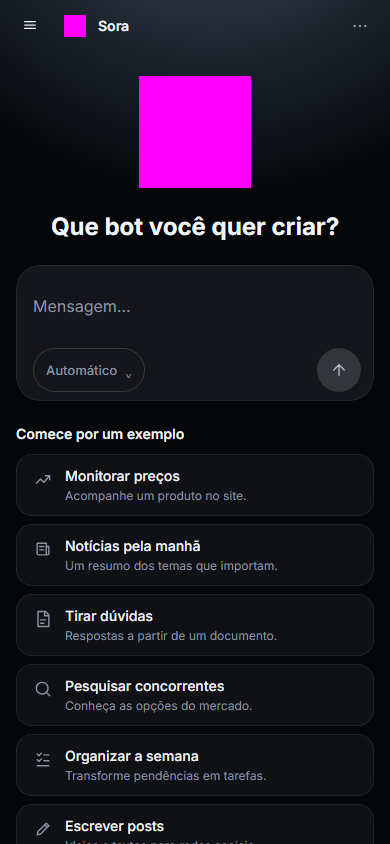 Sora
Que bot você quer criar?
Mensagem...
Automático
Comece por um exemplo
Monitorar preços
Acompanhe um produto no site.
Notícias pela manhã
Um resumo dos temas que importam.
Tirar dúvidas
Respostas a partir de um documento.
Pesquisar concorrentes
Conheça as opções do mercado.
Organizar a semana
Transforme pendências em tarefas.
Escrever posts